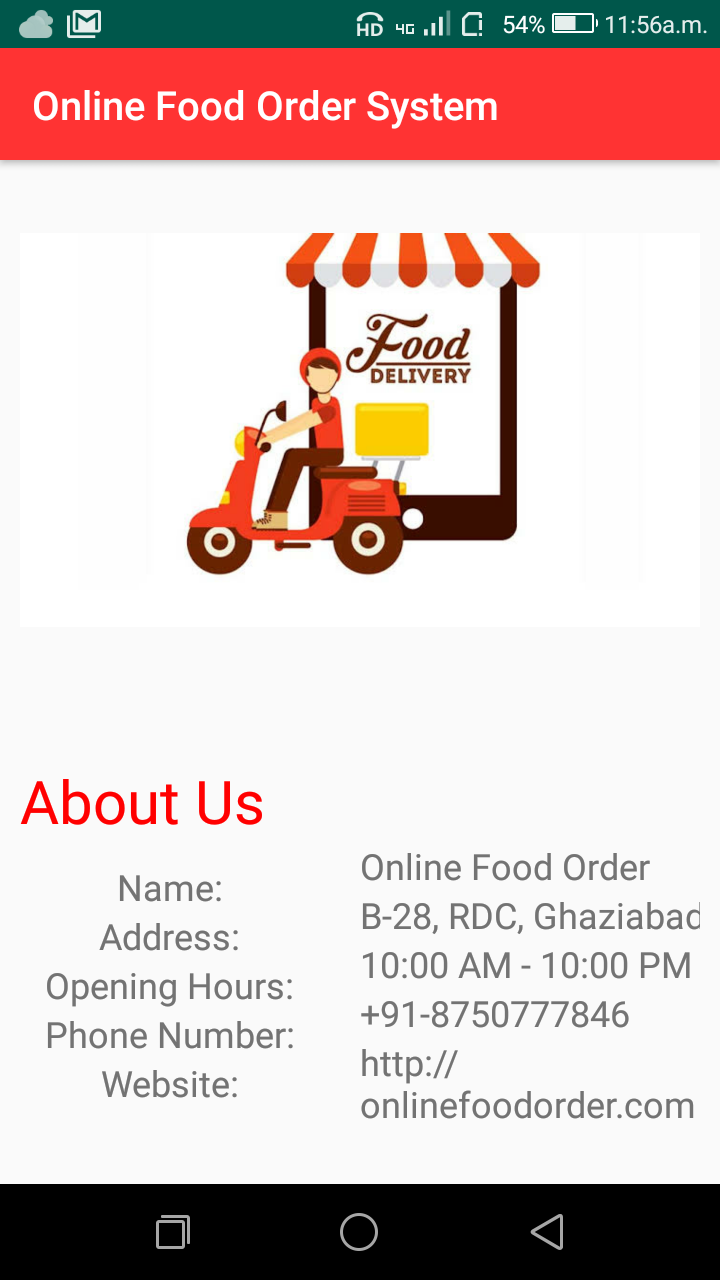 HD 4G 54% 11:56a.m.
Online Food Order System
Food
DELIVERY
About Us
Name: Online Food Order
Address: B-28, RDC, Ghaziabad
Opening Hours: 10:00 AM - 10:00 PM
Phone Number: +91-8750777846
Website: http://
onlinefoodorder.com